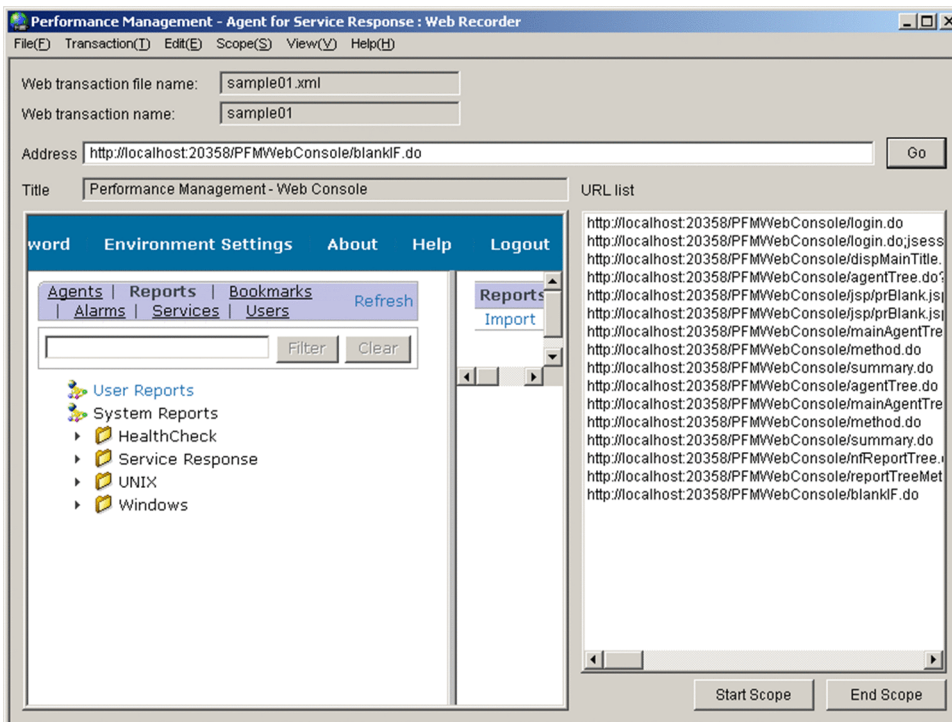 Performance Management - Agent for Service Response : Web Recorder
File(F) Transaction(T) Edit(E) Scope(S) View(V) Help(H)
Web transaction file name: sample01.xml
Web transaction name: sample01
Address http://localhost:20358/PFMWebConsole/blankIF.do Go
Title Performance Management - Web Console
word Environment Settings About Help Logout
Agents | Reports | Bookmarks
| Alarms | Services | Users
Refresh
Filter Clear
User Reports
System Reports
HealthCheck
Service Response
UNIX
Windows
Reports
Import
URL list
http://localhost:20358/PFMWebConsole/login.do
http://localhost:20358/PFMWebConsole/login.do;jsess
http://localhost:20358/PFMWebConsole/dispMainTitle.
http://localhost:20358/PFMWebConsole/agentTree.do?
http://localhost:20358/PFMWebConsole/jsp/prBlank.jsp
http://localhost:20358/PFMWebConsole/jsp/prBlank.jsp
http://localhost:20358/PFMWebConsole/mainAgentTre
http://localhost:20358/PFMWebConsole/method.do
http://localhost:20358/PFMWebConsole/summary.do
http://localhost:20358/PFMWebConsole/agentTree.do
http://localhost:20358/PFMWebConsole/mainAgentTre
http://localhost:20358/PFMWebConsole/method.do
http://localhost:20358/PFMWebConsole/summary.do
http://localhost:20358/PFMWebConsole/nfReportTree.
http://localhost:20358/PFMWebConsole/reportTreeMet
http://localhost:20358/PFMWebConsole/blankIF.do
Start Scope End Scope